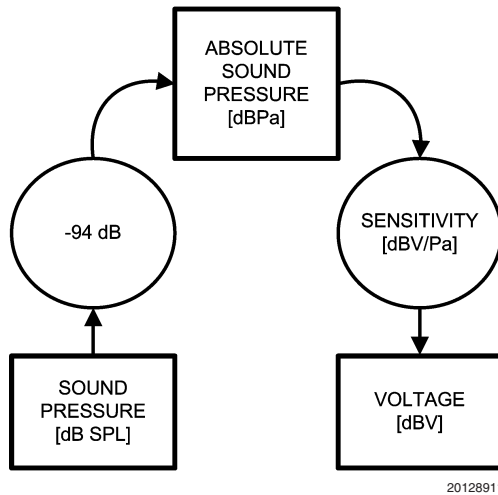 ABSOLUTE
SOUND
PRESSURE
[dBPa]
-94 dB
SENSITIVITY
[dBV/Pa]
SOUND
PRESSURE
[dB SPL]
VOLTAGE
[dBV]
2012891